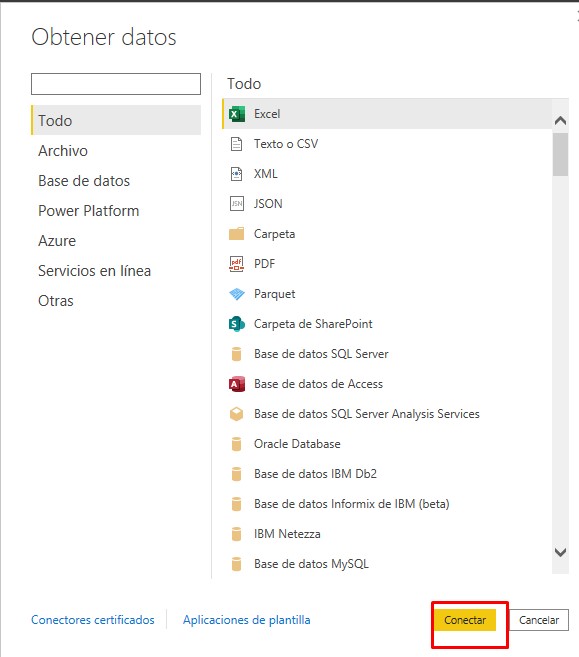 Obtener datos
Todo
Archivo
Base de datos
Power Platform
Azure
Servicios en línea
Otras
Todo
Excel
Texto o CSV
XML
JSON
Carpeta
PDF
Parquet
Carpeta de SharePoint
Base de datos SQL Server
Base de datos de Access
Base de datos SQL Server Analysis Services
Oracle Database
Base de datos IBM Db2
Base de datos Informix de IBM (beta)
IBM Netezza
Base de datos MySQL
Conectores certificados
Aplicaciones de plantilla
Conectar
Cancelar